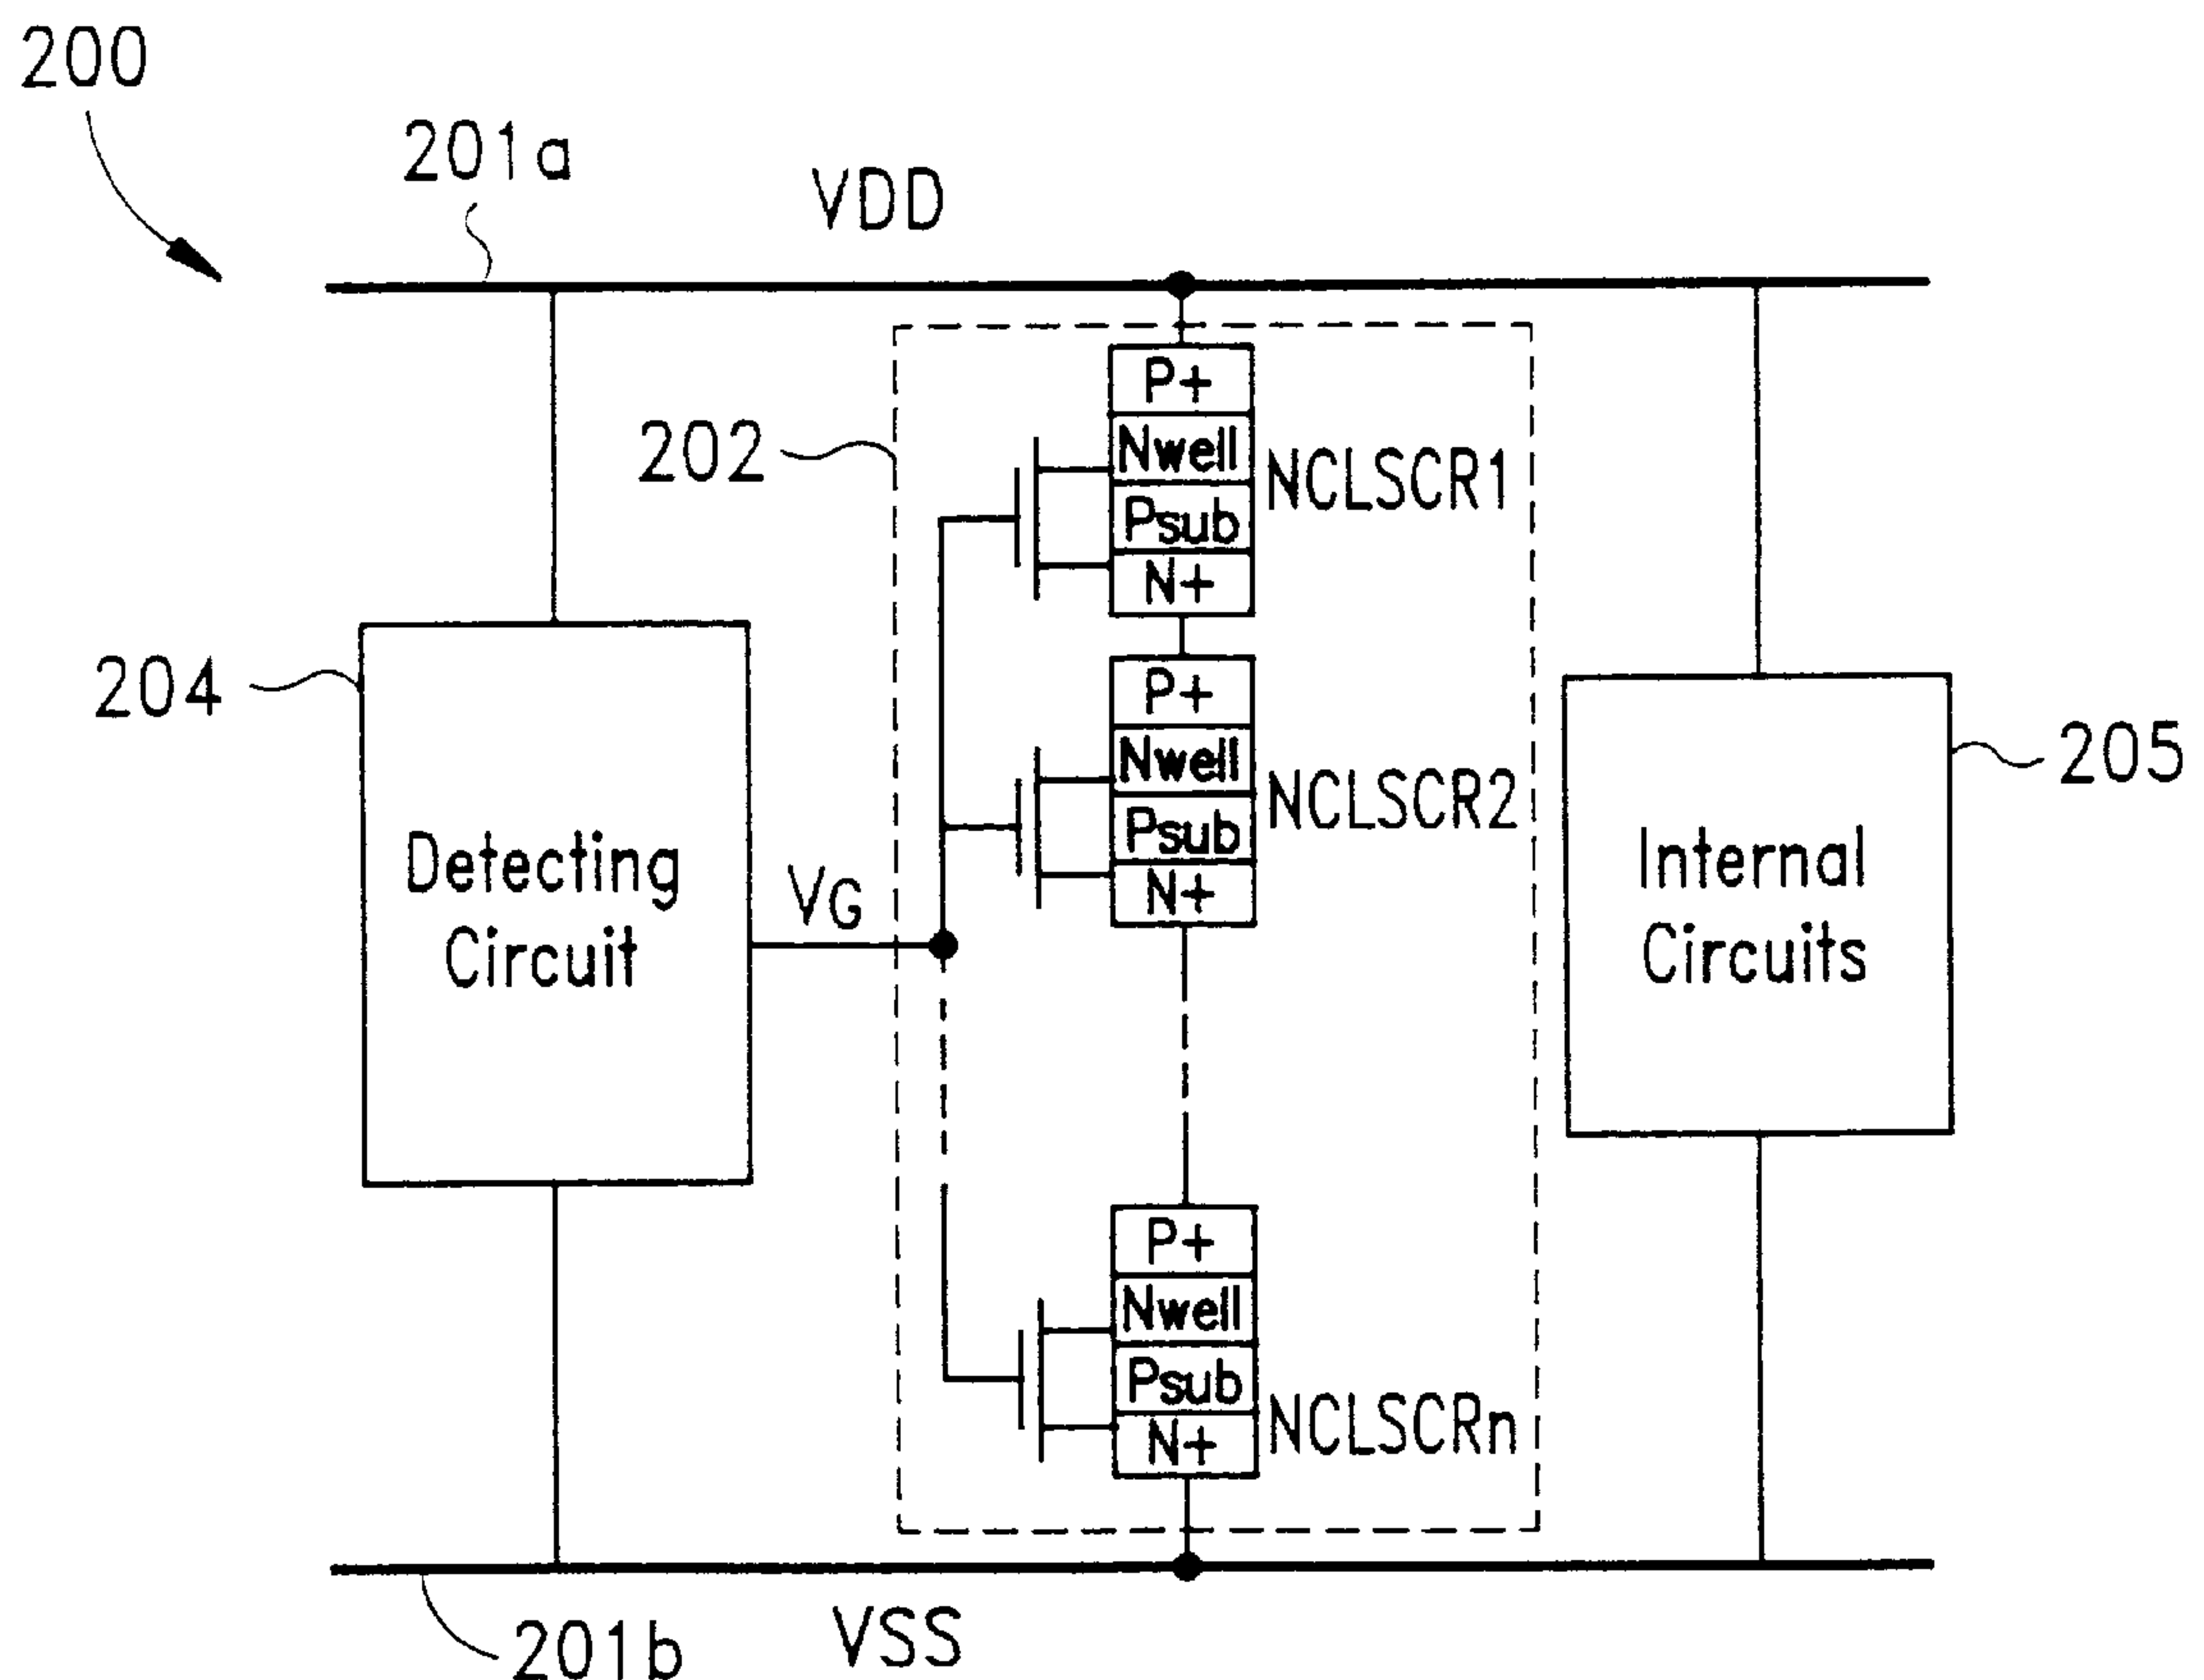 200
201a
VDD
P+
202
Nwell
NCLSCR1
Psub
N+
204
P+
Nwell
NCLSCR2
Psub
N+
205
Detecting
Circuit
VG
Internal
Circuits
P+
Nwell
Psub
NCLSCRn
N+
201b
VSS